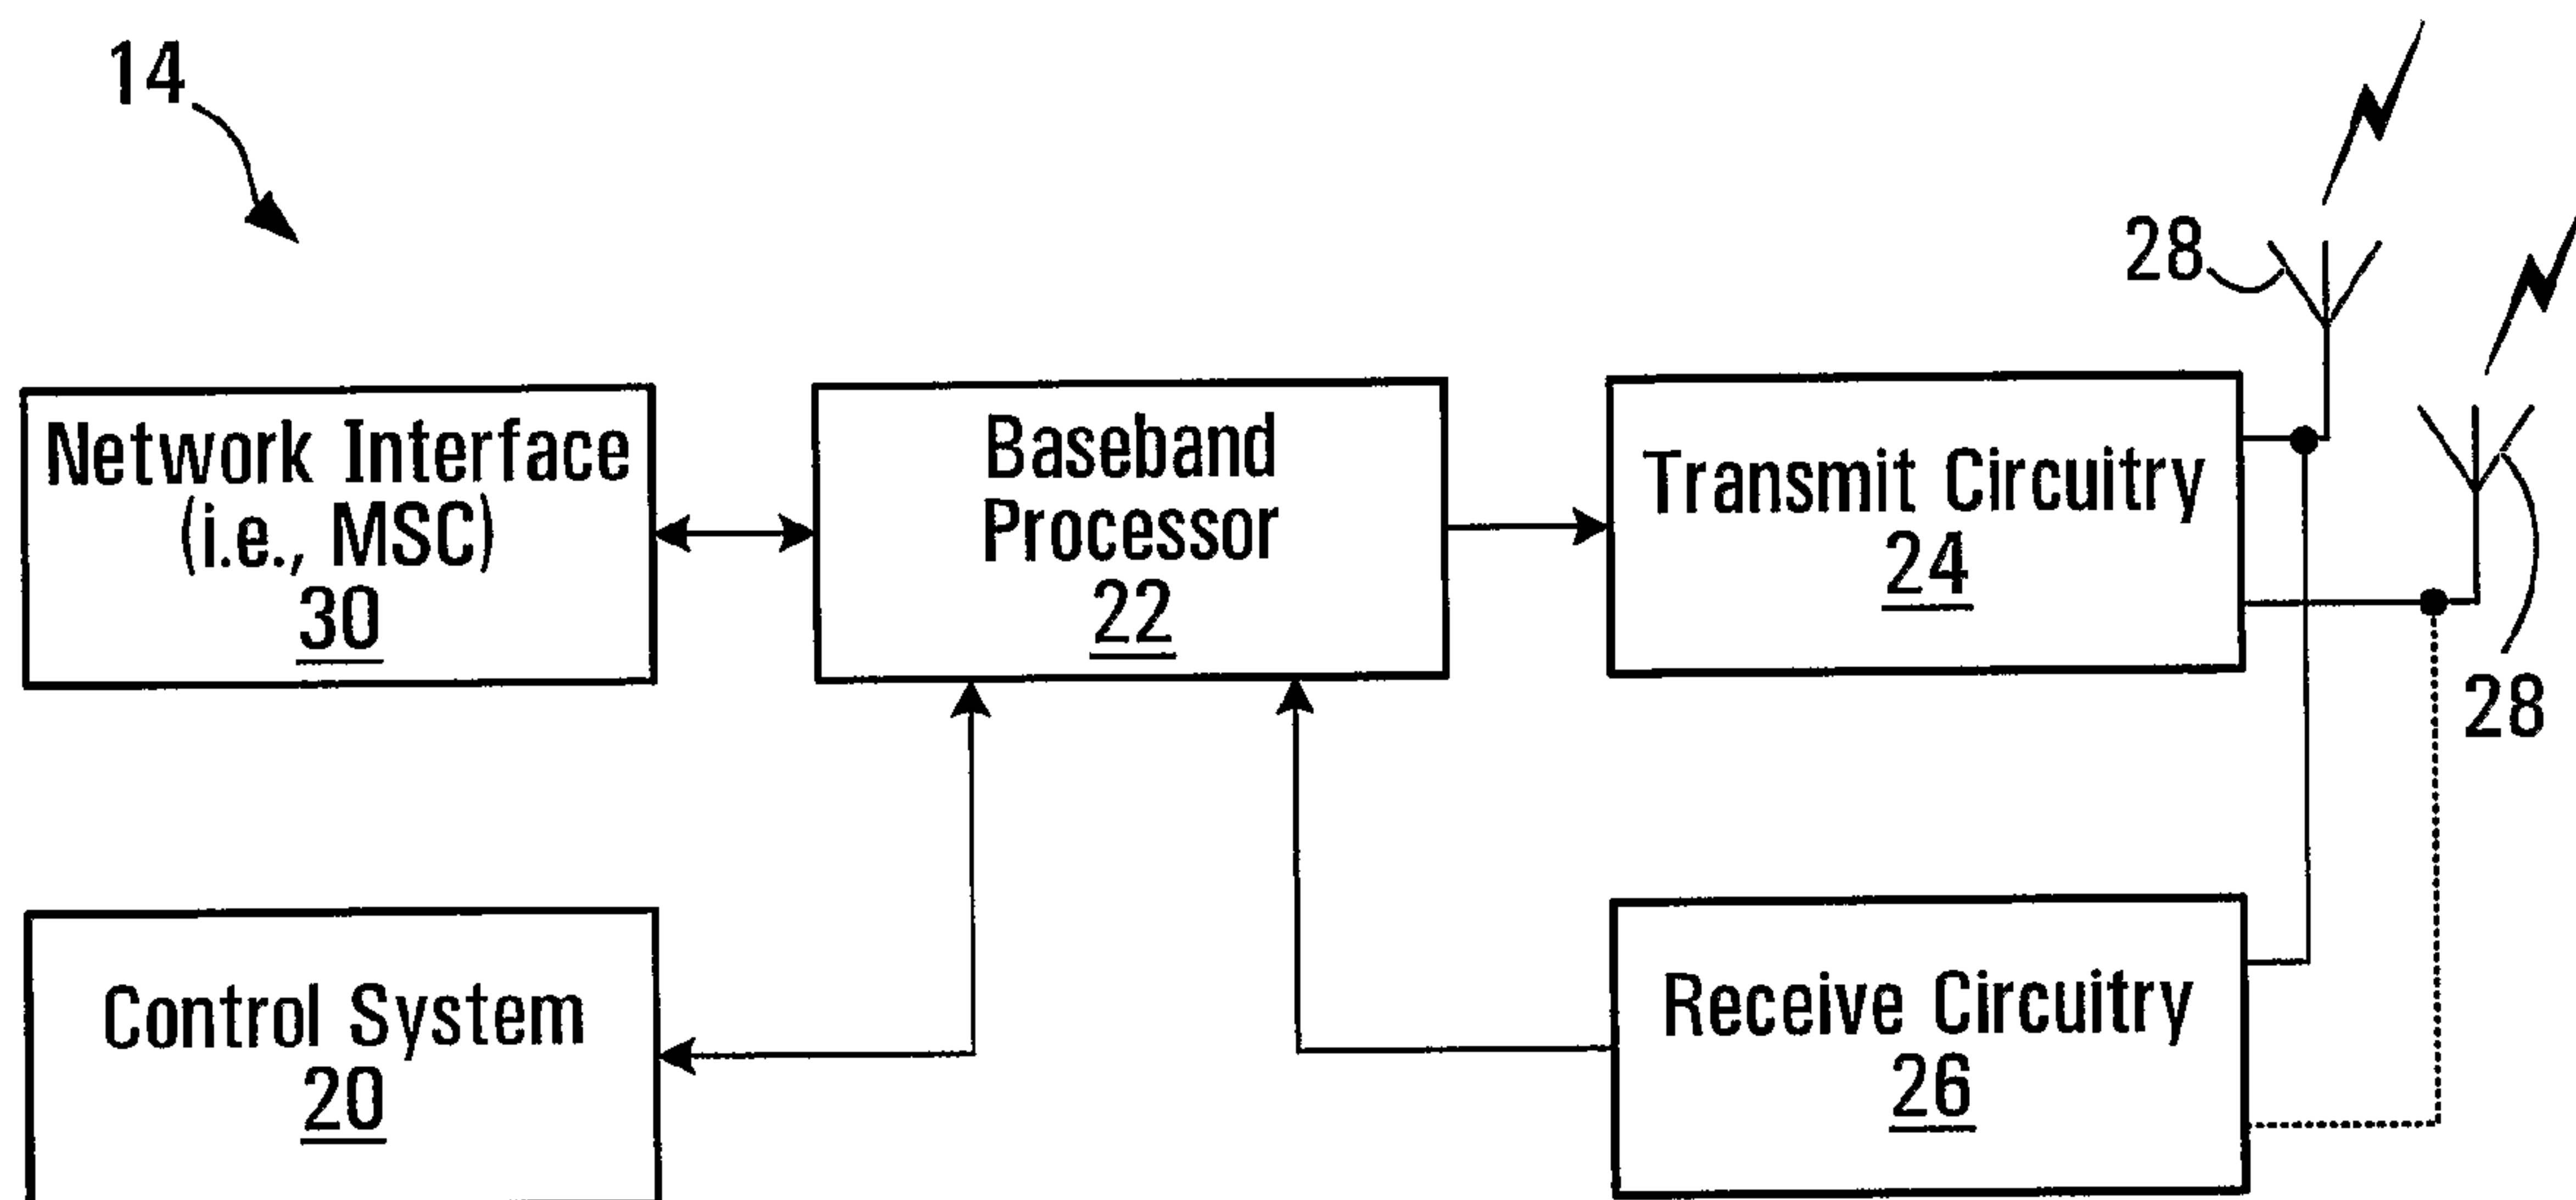 14
28
Network Interface
(i.e., MSC)
30
Baseband
Processor
22
Transmit Circuitry
24
28
Control System
20
Receive Circuitry
26